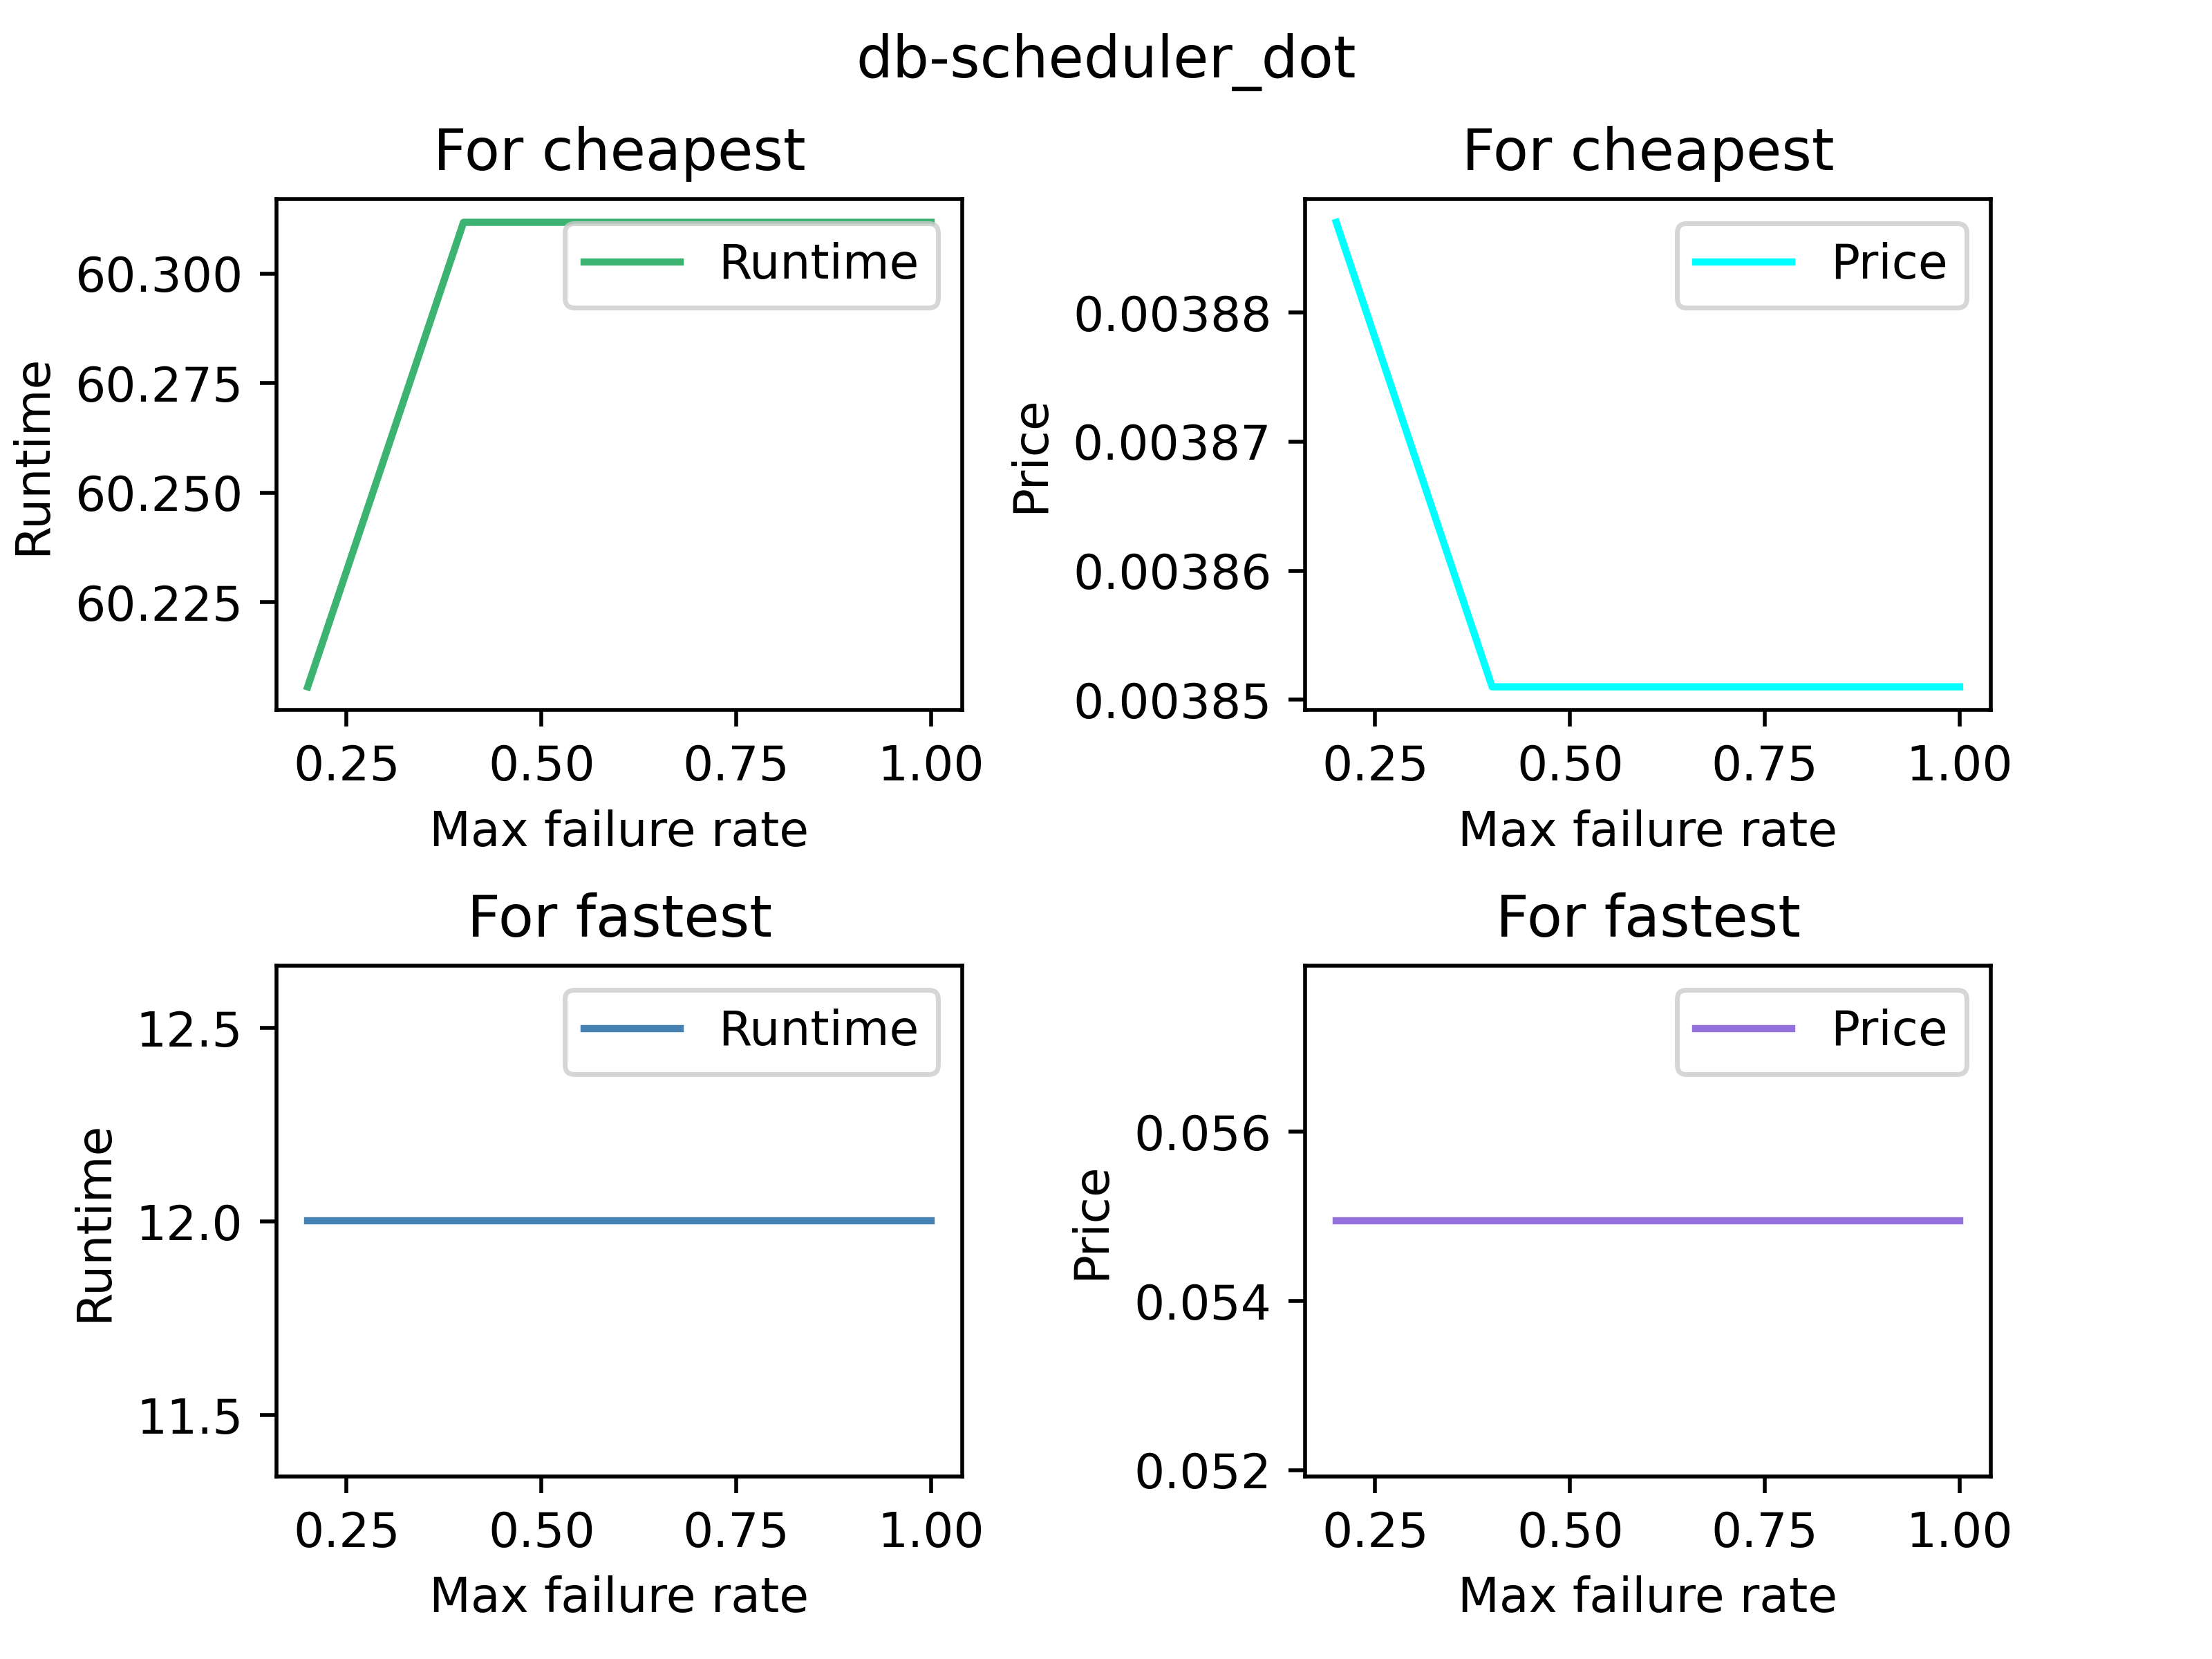 db-scheduler_dot
For cheapest
Runtime
60.300
60.275
60.250
60.225
Runtime
0.25 0.50 0.75 1.00
Max failure rate
For cheapest
Price
0.00388
0.00387
0.00386
0.00385
Price
0.25 0.50 0.75 1.00
Max failure rate
For fastest
Runtime
12.5
12.0
11.5
Runtime
0.25 0.50 0.75 1.00
Max failure rate
For fastest
Price
0.056
0.054
0.052
Price
0.25 0.50 0.75 1.00
Max failure rate